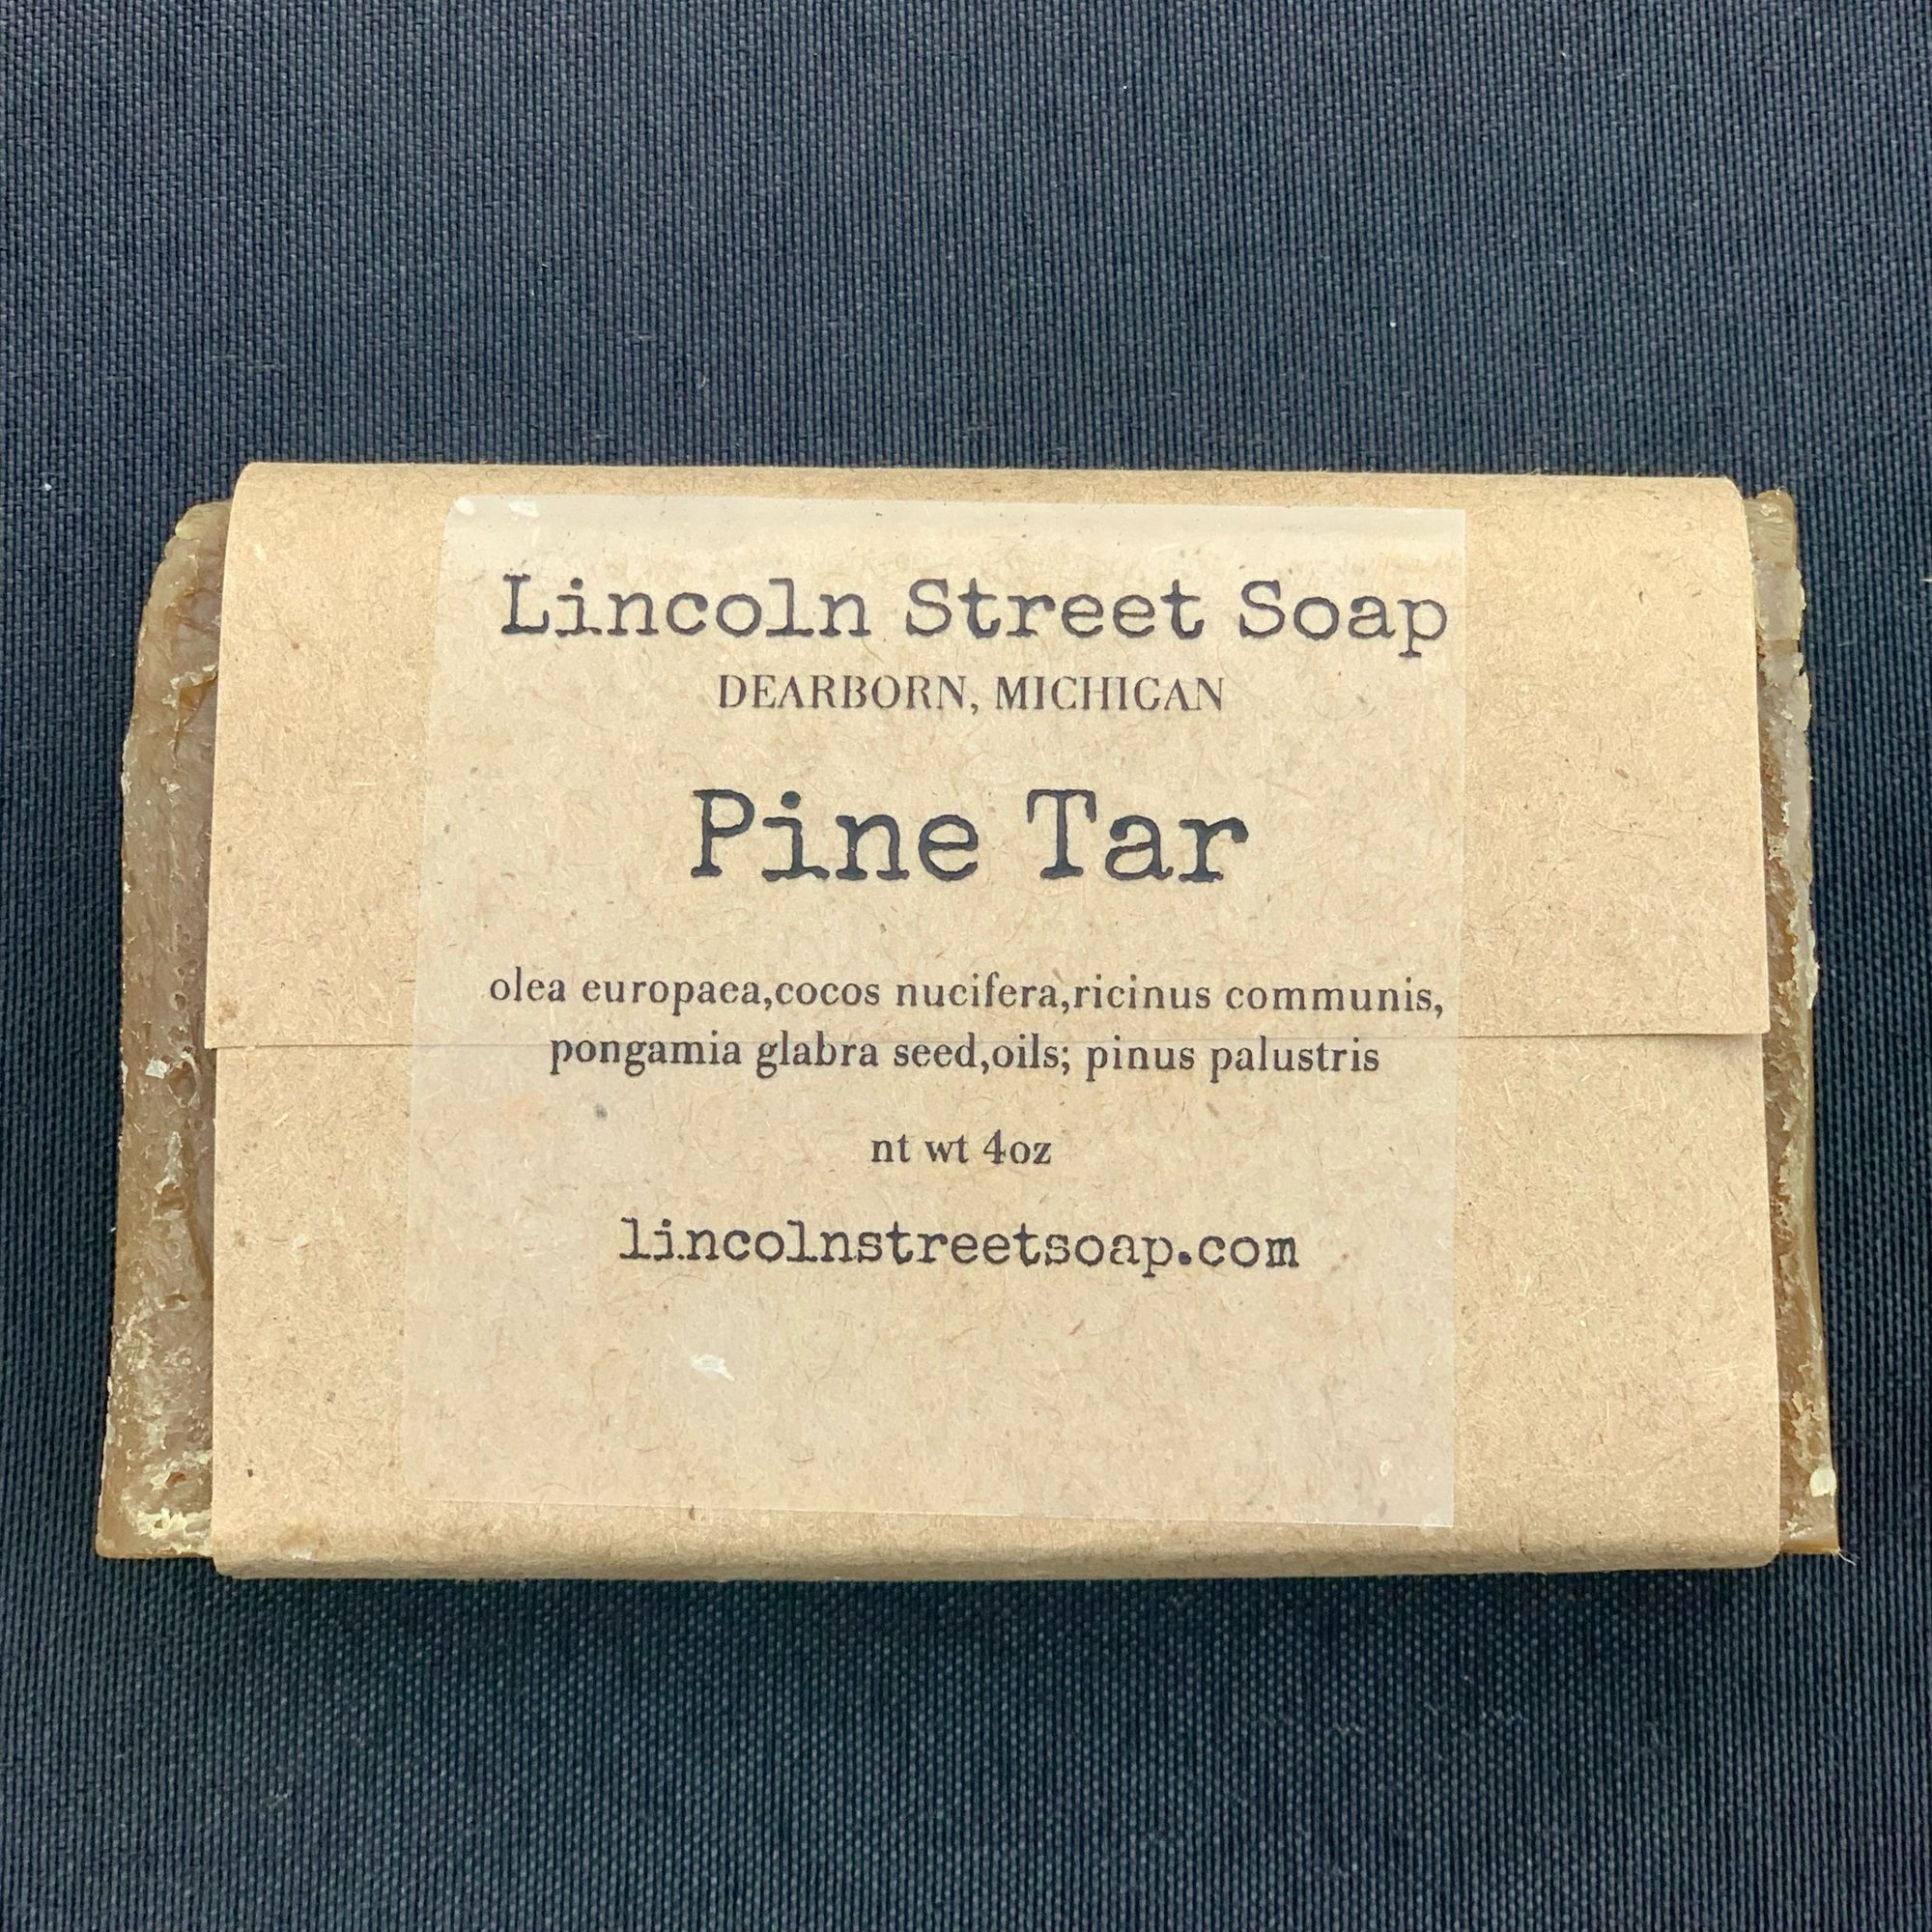 Lincoln Street Soap
DEARBORN, MICHIGAN
Pine Tar
olea europaea,cocos nucifera,ricinus communis,
pongamia glabra seed,oils; pinus palustris
nt wt 4oz
lincolnstreetsoap.com